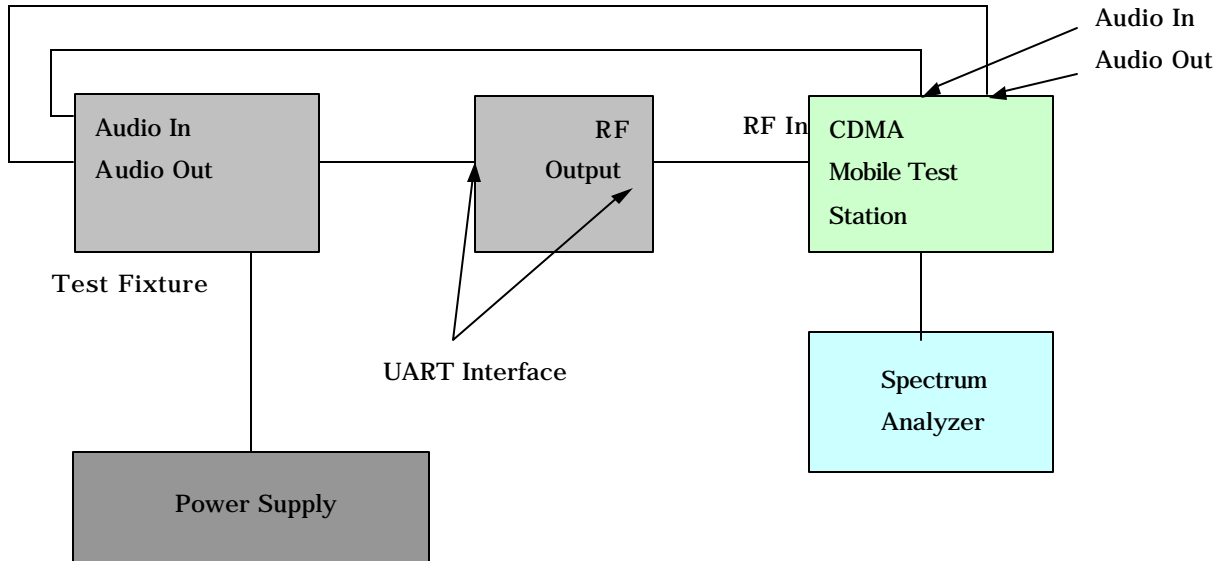 Audio In
Audio Out
Audio In
Audio Out
RF
Output
RF In
CDMA
Mobile Test
Station
Test Fixture
UART Interface
Spectrum
Analyzer
Power Supply